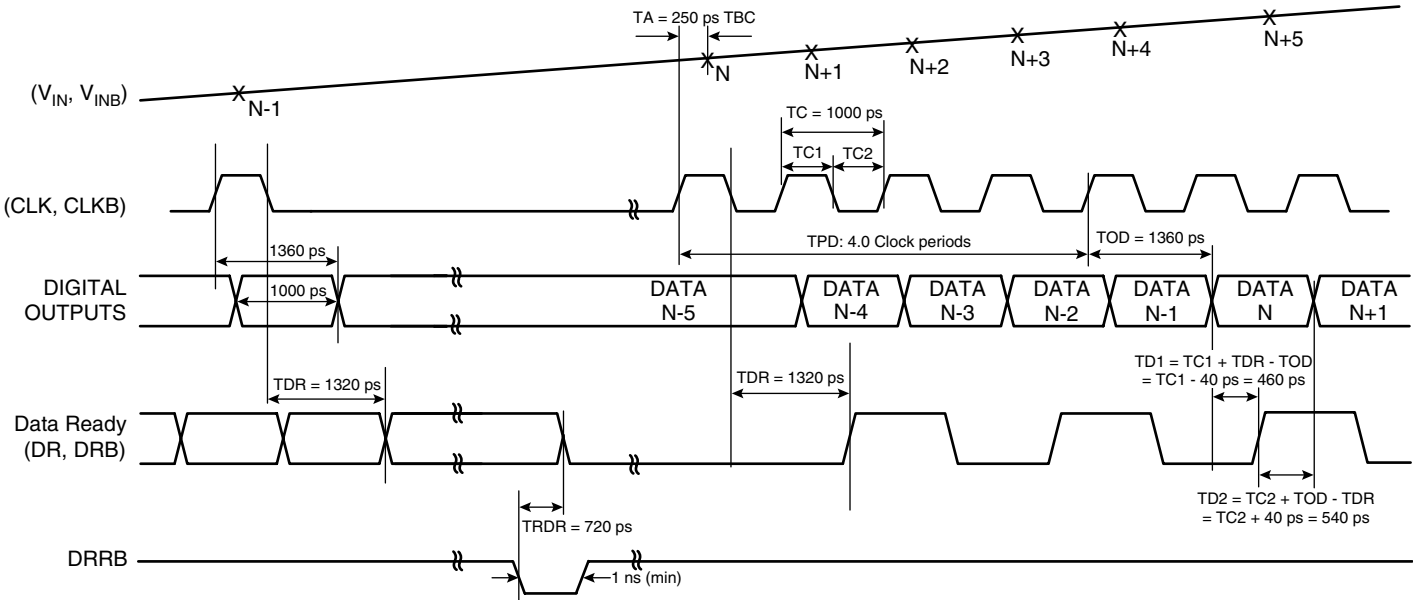 TA = 250 ps TBC
(VIN, VINB)
N-1
N
N+1
N+2
N+3
N+4
N+5
TC = 1000 ps
TC1
TC2
(CLK, CLKB)
1360 ps
TPD: 4.0 Clock periods
TOD = 1360 ps
DIGITAL
OUTPUTS
1000 ps
DATA
N-5
DATA
N-4
DATA
N-3
DATA
N-2
DATA
N-1
DATA
N
DATA
N+1
TDR = 1320 ps
TDR = 1320 ps
TD1 = TC1 + TDR - TOD
= TC1 - 40 ps = 460 ps
Data Ready
(DR, DRB)
TD2 = TC2 + TOD - TDR
= TC2 + 40 ps = 540 ps
TRDR = 720 ps
DRRB
1 ns (min)